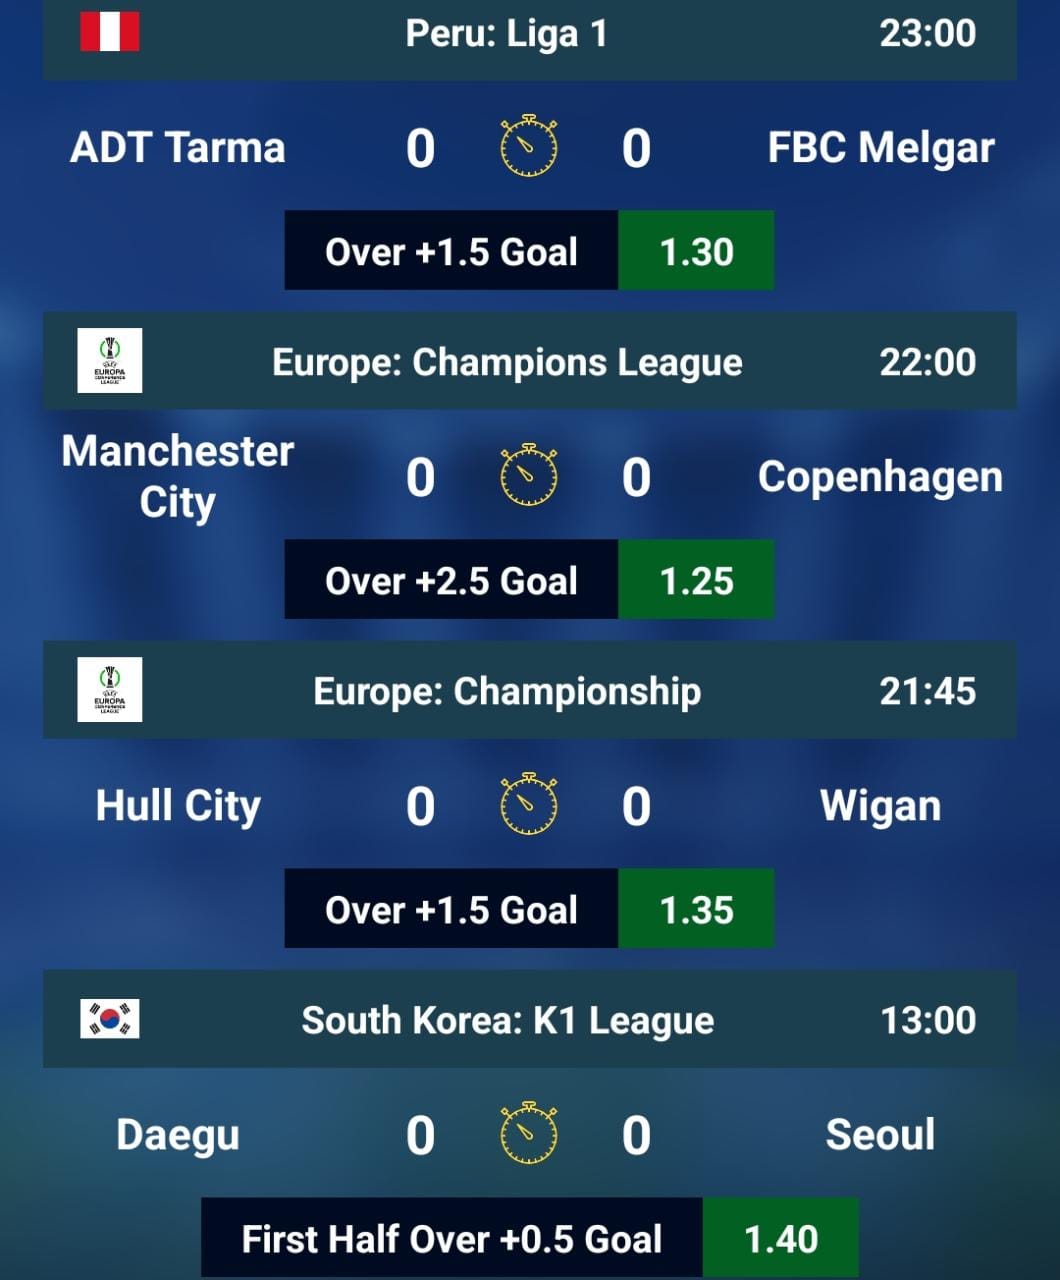 Peru: Liga 1 23:00
ADT Tarma 0 0 FBC Melgar
Over +1.5 Goal 1.30
Europe: Champions League 22:00
EUROPA
CONFERENCE
LEAGUE
Manchester
City 0 0 Copenhagen
Over +2.5 Goal 1.25
Europe: Championship 21:45
EUROPA
CONFERENCE
LEAGUE
Hull City 0 0 Wigan
Over +1.5 Goal 1.35
South Korea: K1 League 13:00
Daegu 0 0 Seoul
First Half Over +0.5 Goal 1.40